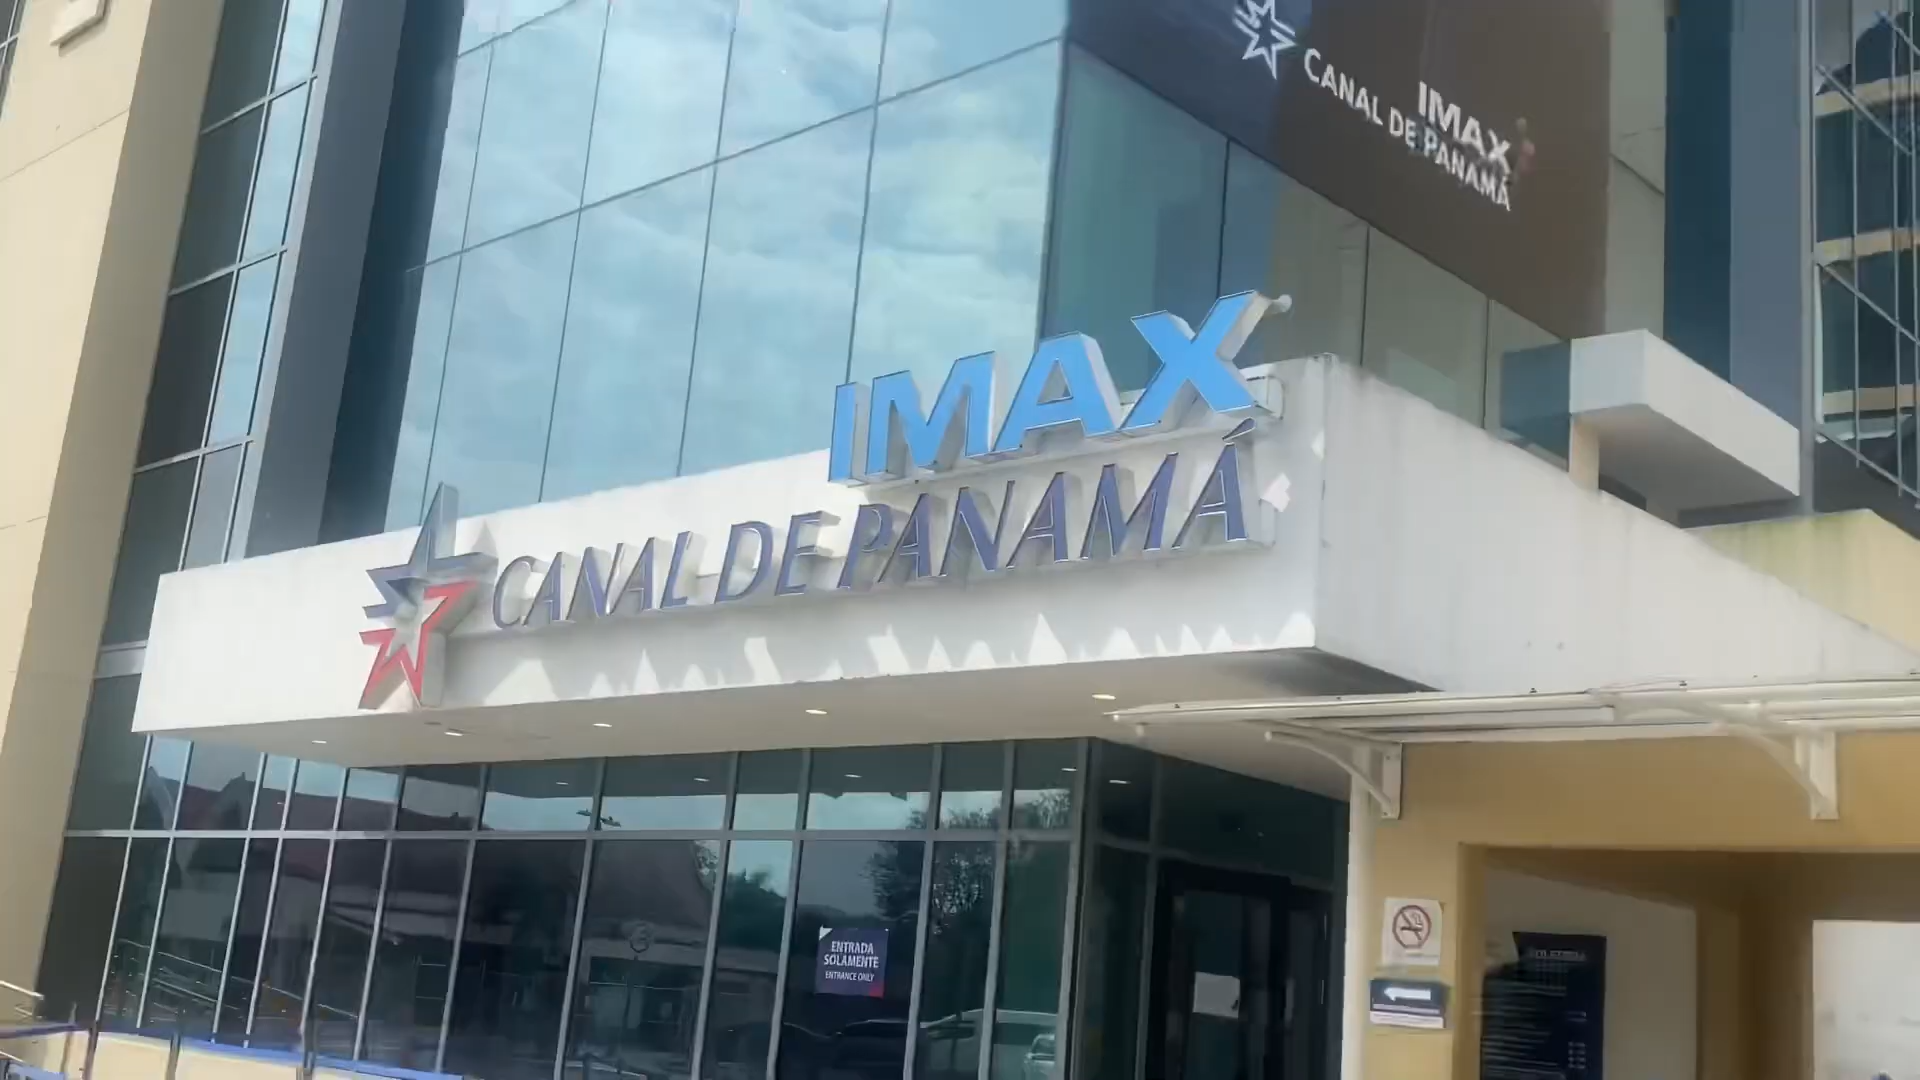 IMAX
CANAL DE PANAMÁ
IMAX
CANAL DE PANAMÁ
ENTRADA
SOLAMENTE
ENTRANCE ONLY